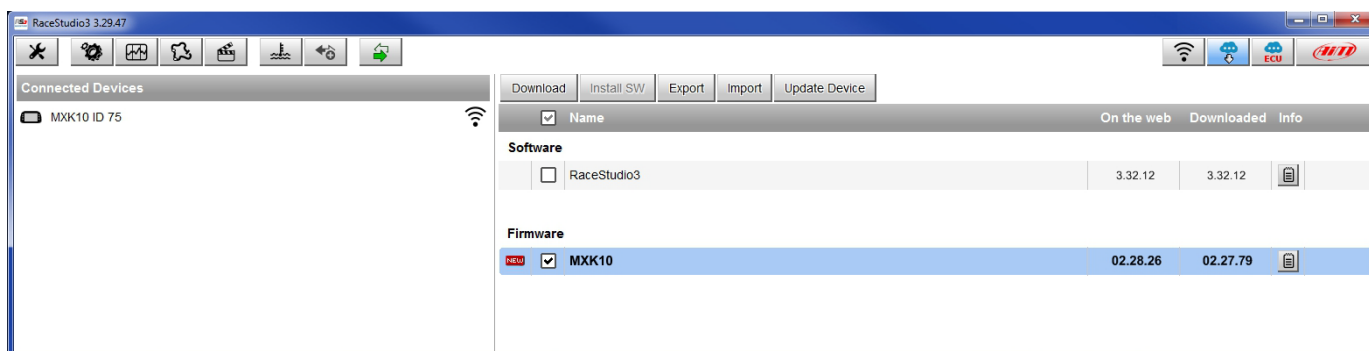 RaceStudio3 3.29.47
ECU AiM
Connected Devices
Download Install SW Export Import Update Device
MXK10 ID 75
Name On the web Downloaded Info
Software
RaceStudio3 3.32.12 3.32.12
Firmware
NEW MXK10 02.28.26 02.27.79